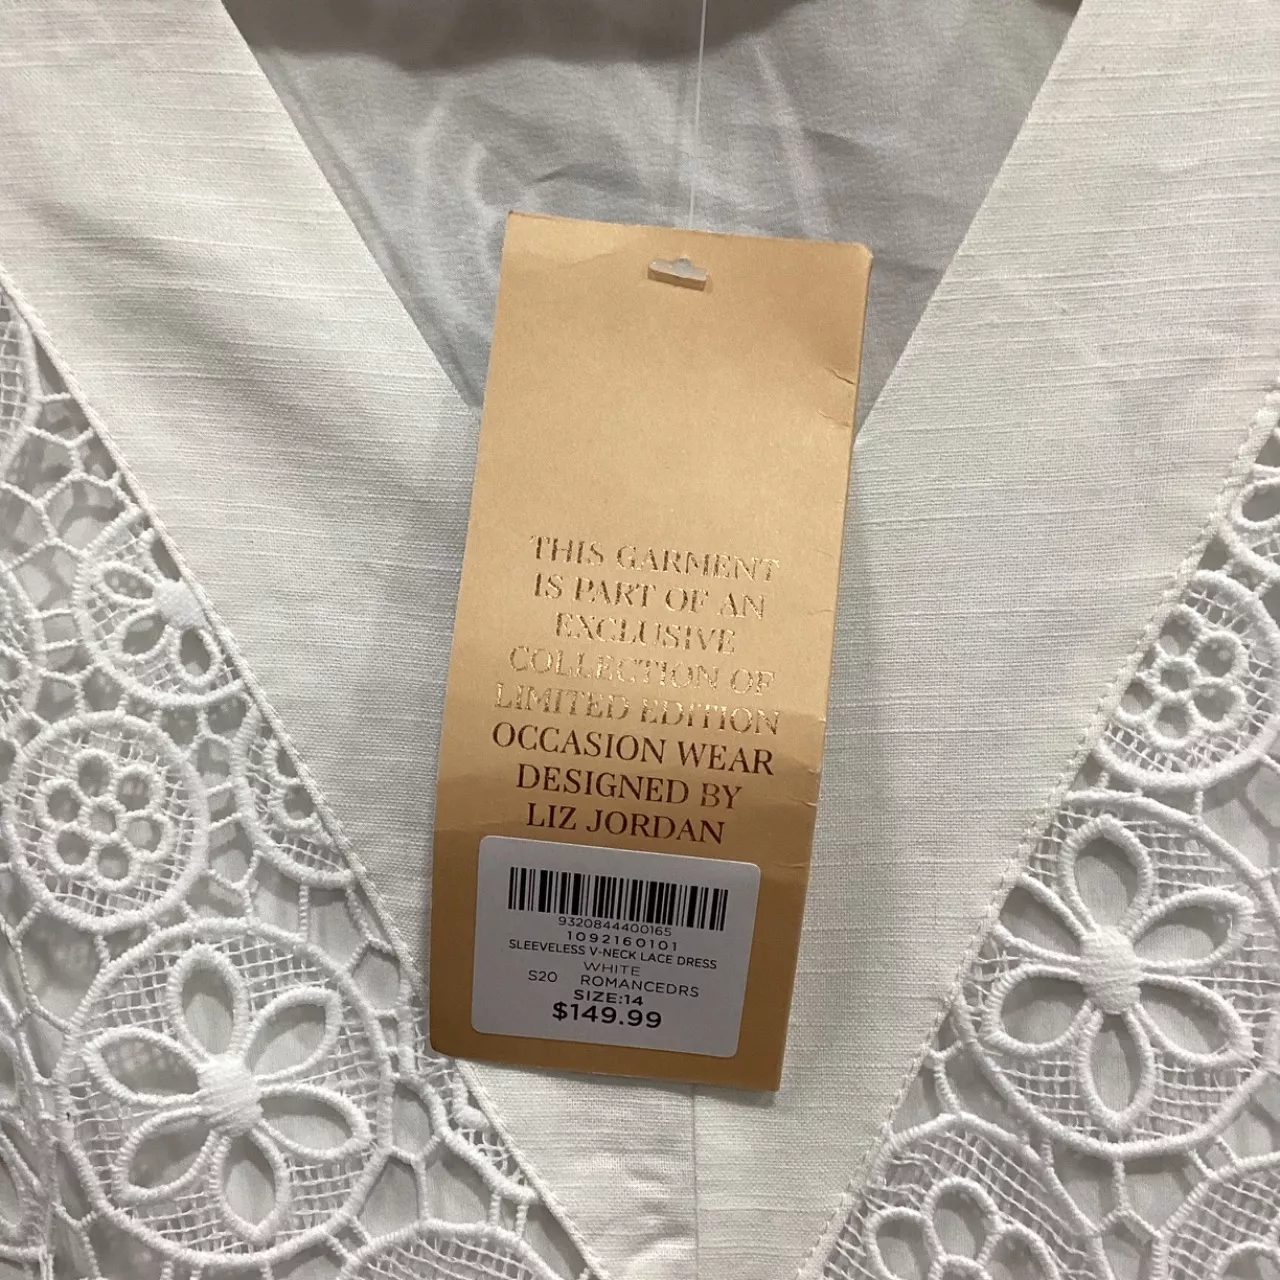 THIS GARMENT
IS PART OF AN
EXCLUSIVE
COLLECTION OF
LIMITED EDITION
OCCASION WEAR
DESIGNED BY
LIZ JORDAN
9320844400165
1092160101
SLEEVELESS V-NECK LACE DRESS
WHITE
S20 ROMANCEDRS
SIZE:14
$149.99